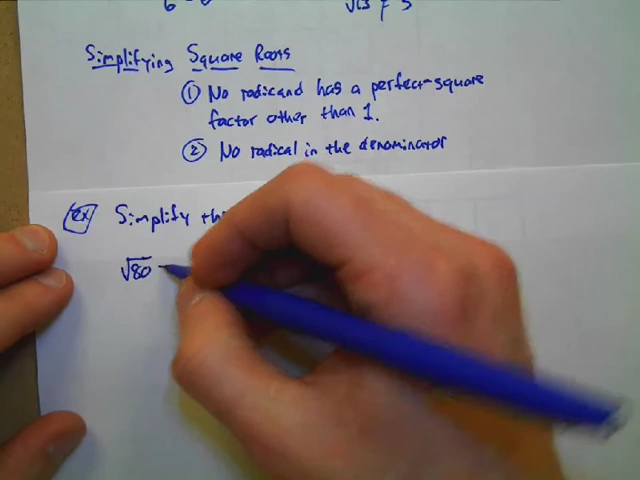 Simplifying Square Roots
① No radicand has a perfect-square
factor other than 1.
② No radical in the denominator
ex Simplify
√80